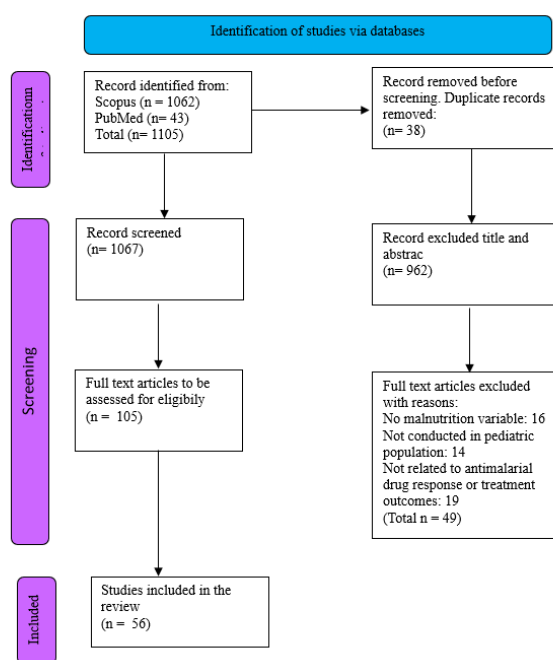 Identification of studies via databases
Identificationn
Record identified from:
Scopus (n = 1062)
PubMed (n= 43)
Total (n = 1105)
Record removed before
screening. Duplicate records
removed:
(n= 38)
Screening
Record screened
(n= 1067)
Record excluded title and
abstrac
(n= 962)
Full text articles to be
assessed for eligibily
(n = 105)
Full text articles excluded
with reasons:
No malnutrition variable: 16
Not conducted in pediatric
population: 14
Not related to antimalarial
drug response or treatment
outcomes: 19
(Total n = 49)
Included
Studies included in the
review
(n = 56)